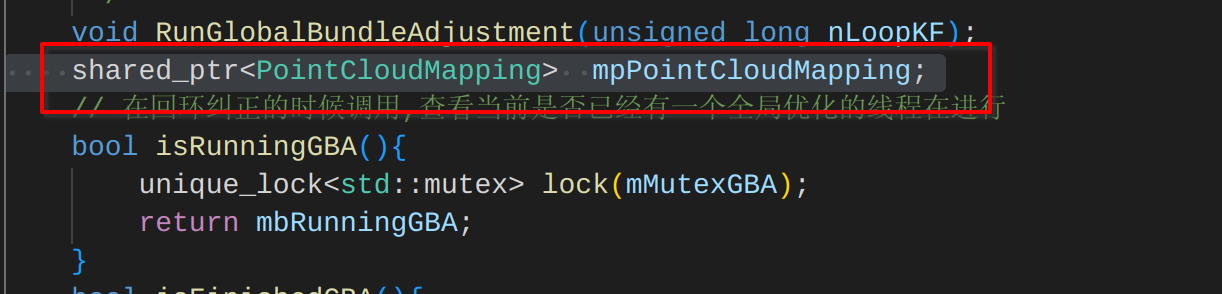 void RunGlobalBundleAdjustment(unsigned long nLoopKF);
shared_ptr<PointCloudMapping>  mpPointCloudMapping;
// 在回环纠正的时候调用,查看当前是否已经有一个全局优化的线程在进行
bool isRunningGBA(){
unique_lock<std::mutex> lock(mMutexGBA);
return mbRunningGBA;
}
bool isFinishedGBA(){